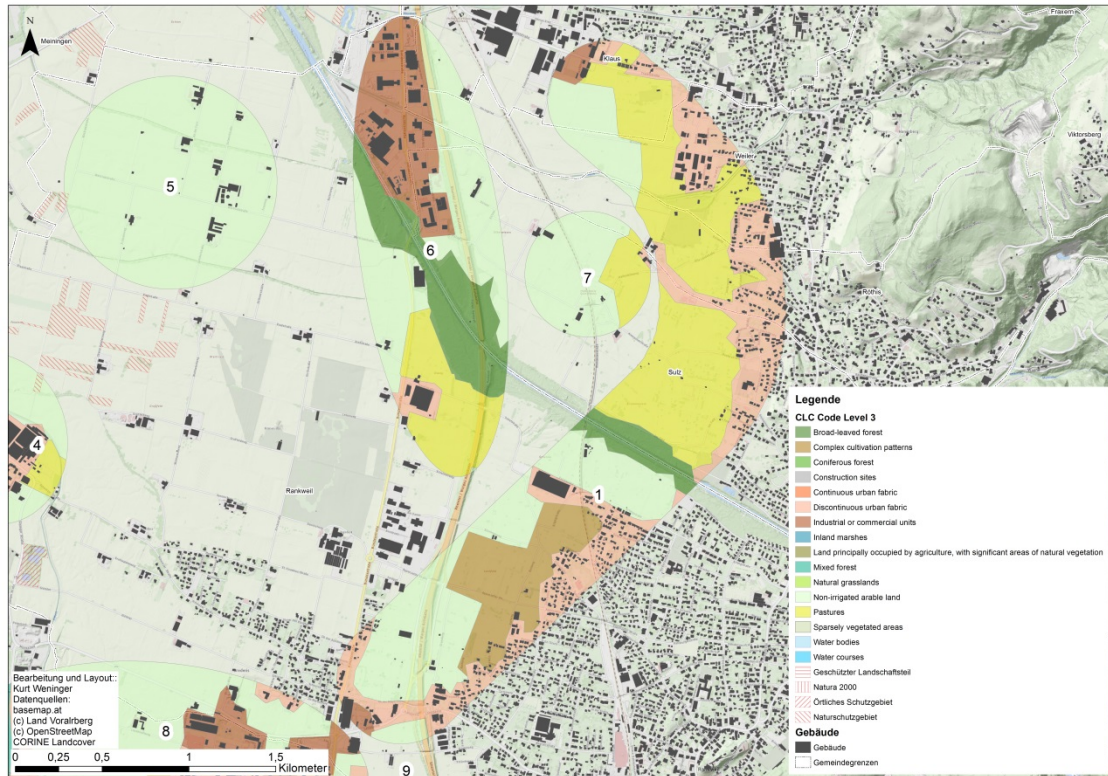 N
Meiningen
Fraxern
Klaus
Viktorsberg
Weiler
5
6
7
Röthis
Sulz
4
Rankweil
1
8
9
Legende
CLC Code Level 3
Broad-leaved forest
Complex cultivation patterns
Coniferous forest
Construction sites
Continuous urban fabric
Discontinuous urban fabric
Industrial or commercial units
Inland marshes
Land principally occupied by agriculture, with significant areas of natural vegetation
Mixed forest
Natural grasslands
Non-irrigated arable land
Pastures
Sparsely vegetated areas
Water bodies
Water courses
Geschützter Landschaftsteil
Natura 2000
Örtliches Schutzgebiet
Naturschutzgebiet
Gebäude
Gebäude
Gemeindegrenzen
Bearbeitung und Layout::
Kurt Weninger
Datenquellen:
basemap.at
(c) Land Voralrberg
(c) OpenStreetMap
CORINE Landcover
0 0,25 0,5 1 1,5
Kilometer